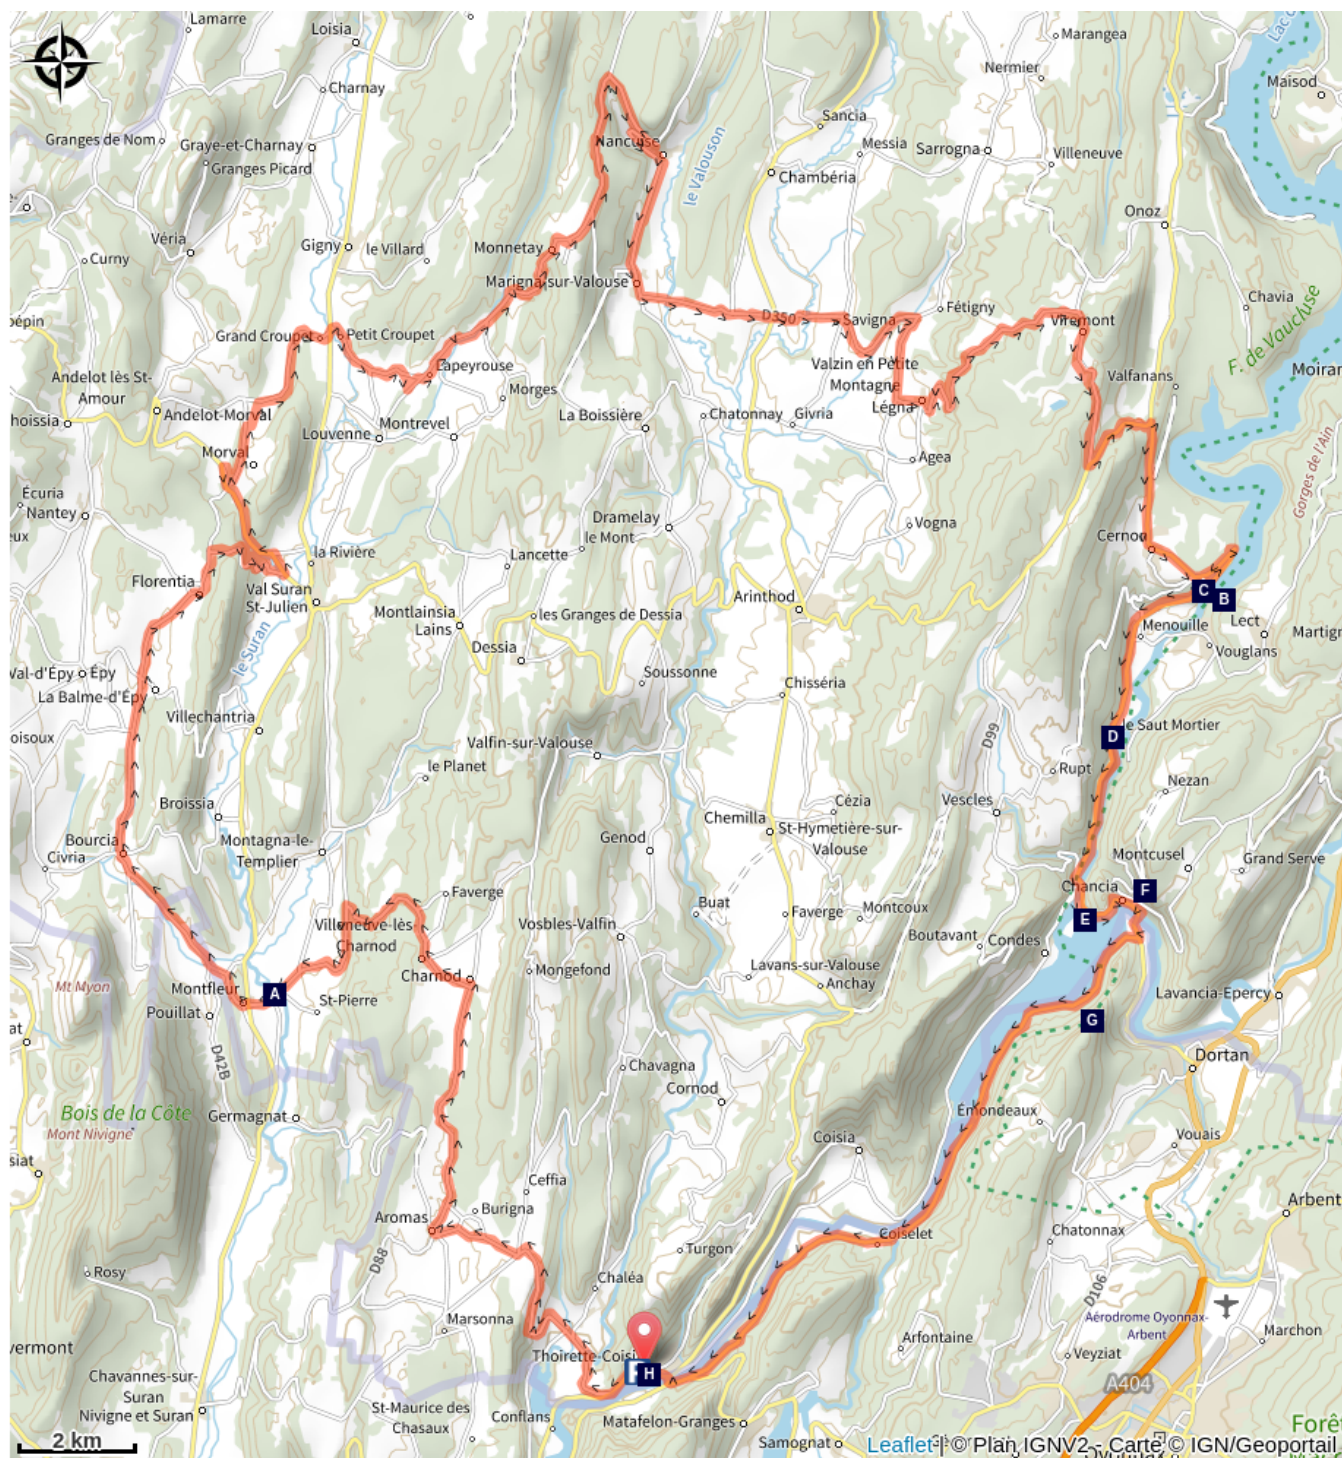 Lamarre
Loisia
Marangea
Nermier
Maisod
Charnay
Sancia
Granges de Nom
Graye-et-Charnay
Granges Picard
Nancuise
le Valouson
Messia
Sarrogna
Villeneuve
Chambéria
Onoz
Véria
Curny
Gigny
le Villard
Monnetay
Marigna-sur-Valouse
Chavia
F. de Vaucluse
Fétigny
D350
Savigna
Viremont
Grand Croupet
Petit Croupet
Lapeyrouse
Valzin en Petite
Montagne
Valfanans
Moiran
Andelot lès St-
Amour
Morges
Légna
Andelot-Morval
La Boissière
Chatonnay
Givria
Louvenne
Montrevel
Morval
Agea
Gorges de l'Ain
Écuria
Nantey
Dramelay
le Mont
Vogna
Cernon
la Rivière
Lancette
Florentia
Val Suran
St-Julien
C
B
Arinthod
Montlainsia
Lains
les Granges de Dessia
Menouille
Lect
Martign
le Suran
Dessia
Vouglans
Val-d'Épy
Épy
La Balme-d'Épy
Soussonne
Chisséria
Villechantria
D
le Saut Mortier
D99
Valfin-sur-Valouse
le Planet
Rupt
Nezan
Broissia
Vescles
Cézia
Chemilla
St-Hymetière-sur-
Valouse
Genod
Bourcia
Civria
Montagna-le-
Templier
Montcusel
Grand Serve
Chancia
F
Faverge
Buat
Faverge
Montcoux
E
Villeneuve-lès
Charnod
Vosbles-Valfin
Boutavant
Condes
Charnod
Mongefond
Lavans-sur-Valouse
Anchay
Mt Myon
Montfleur
A
St-Pierre
Pouillat
Lavancia-Epercy
G
D42B
Chavagna
Dortan
Cornod
Bois de la Côte
Mont Nivigne
Germagnat
Émondeaux
Vouais
Coisia
Ceffia
Burigna
Arbent
Aromas
Coiselet
Chatonnax
D88
Turgon
Rosy
Chaléa
D106
Aérodrome Oyonnax-
Arbent
Marsonna
Marchon
Arfontaine
Thoirette-Coisi
H
Veyziat
Chavannes-sur-
Suran
Nivigne et Suran
A404
St-Maurice des
Chasaux
Conflans
Matafelon-Granges
Samognat
2 km
Leaflet | © Plan IGNV2 - Carte © IGN/Geoportail